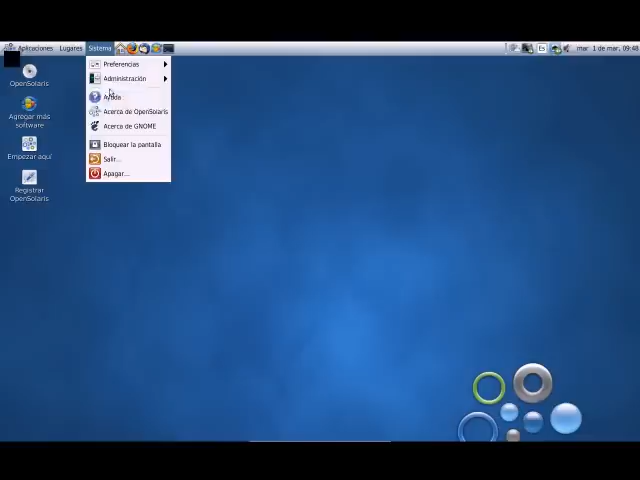 Aplicaciones Lugares Sistema Es mar 1 de mar, 09:48
Preferencias
Administración
Ayuda
Acerca de OpenSolaris
Acerca de GNOME
Bloquear la pantalla
Salir...
Apagar...
OpenSolaris
Agregar más
software
Empezar aquí
Registrar
OpenSolaris